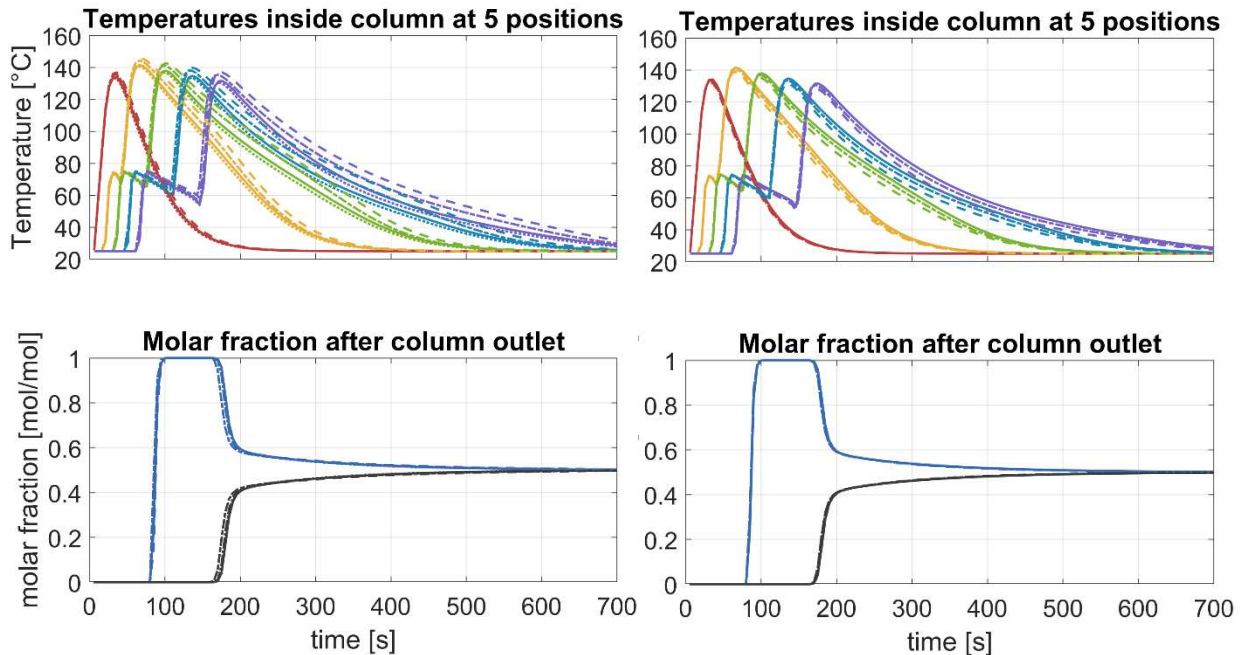 Temperatures inside column at 5 positions
160
140
120
100
80
60
40
20
Temperature [°C]
Temperatures inside column at 5 positions
160
140
120
100
80
60
40
20
Molar fraction after column outlet
1
0.8
0.6
0.4
0.2
0
molar fraction [mol/mol]
0 100 200 300 400 500 600 700
time [s]
Molar fraction after column outlet
1
0.8
0.6
0.4
0.2
0
0 100 200 300 400 500 600 700
time [s]